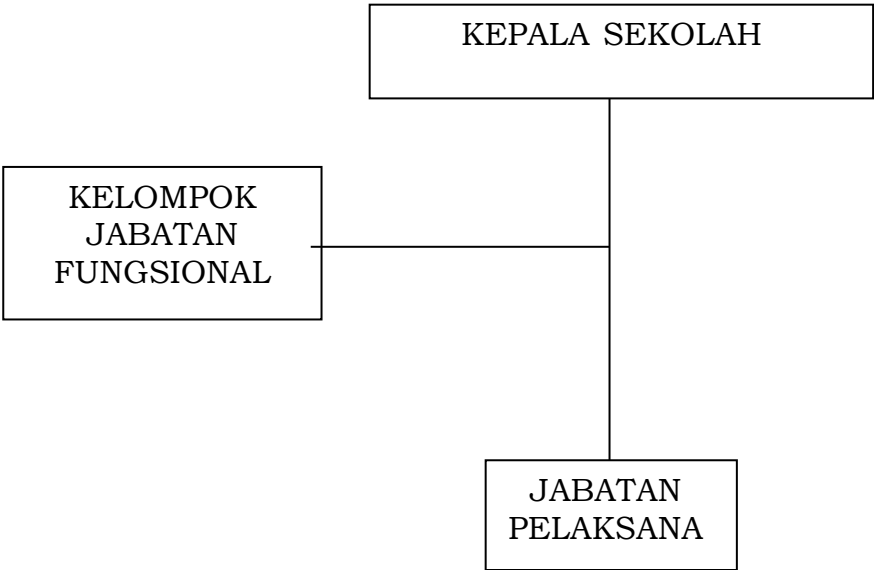 KEPALA SEKOLAH
KELOMPOK
JABATAN
FUNGSIONAL
JABATAN
PELAKSANA